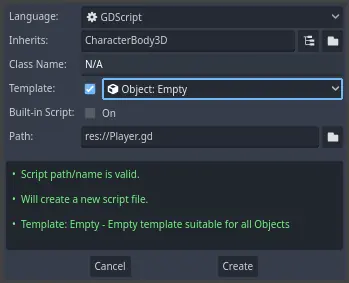 Language: GDScript
Inherits: CharacterBody3D
Class Name: N/A
Template: Object: Empty
Built-in Script: On
Path: res://Player.gd
• Script path/name is valid.
• Will create a new script file.
• Template: Empty - Empty template suitable for all Objects
Cancel Create